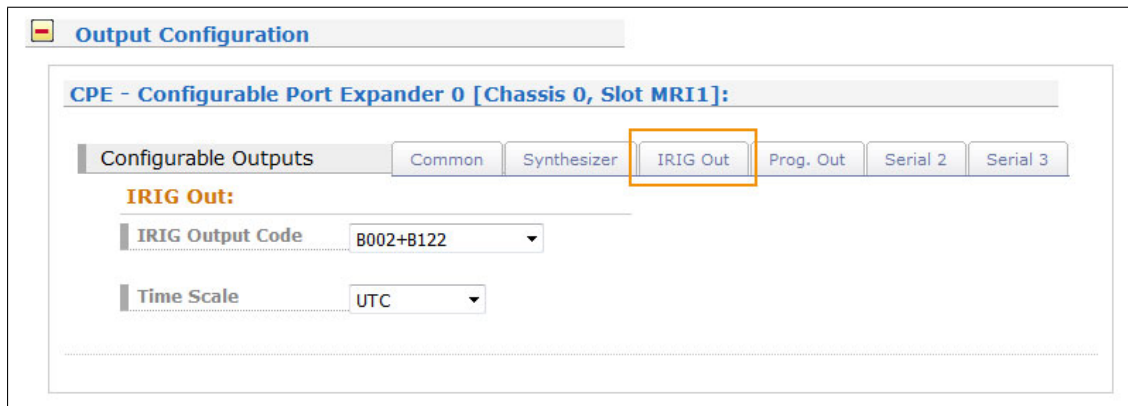 Output Configuration
CPE - Configurable Port Expander 0 [Chassis 0, Slot MRI1]:
Configurable Outputs Common Synthesizer IRIG Out Prog. Out Serial 2 Serial 3
IRIG Out:
IRIG Output Code B002+B122
Time Scale UTC